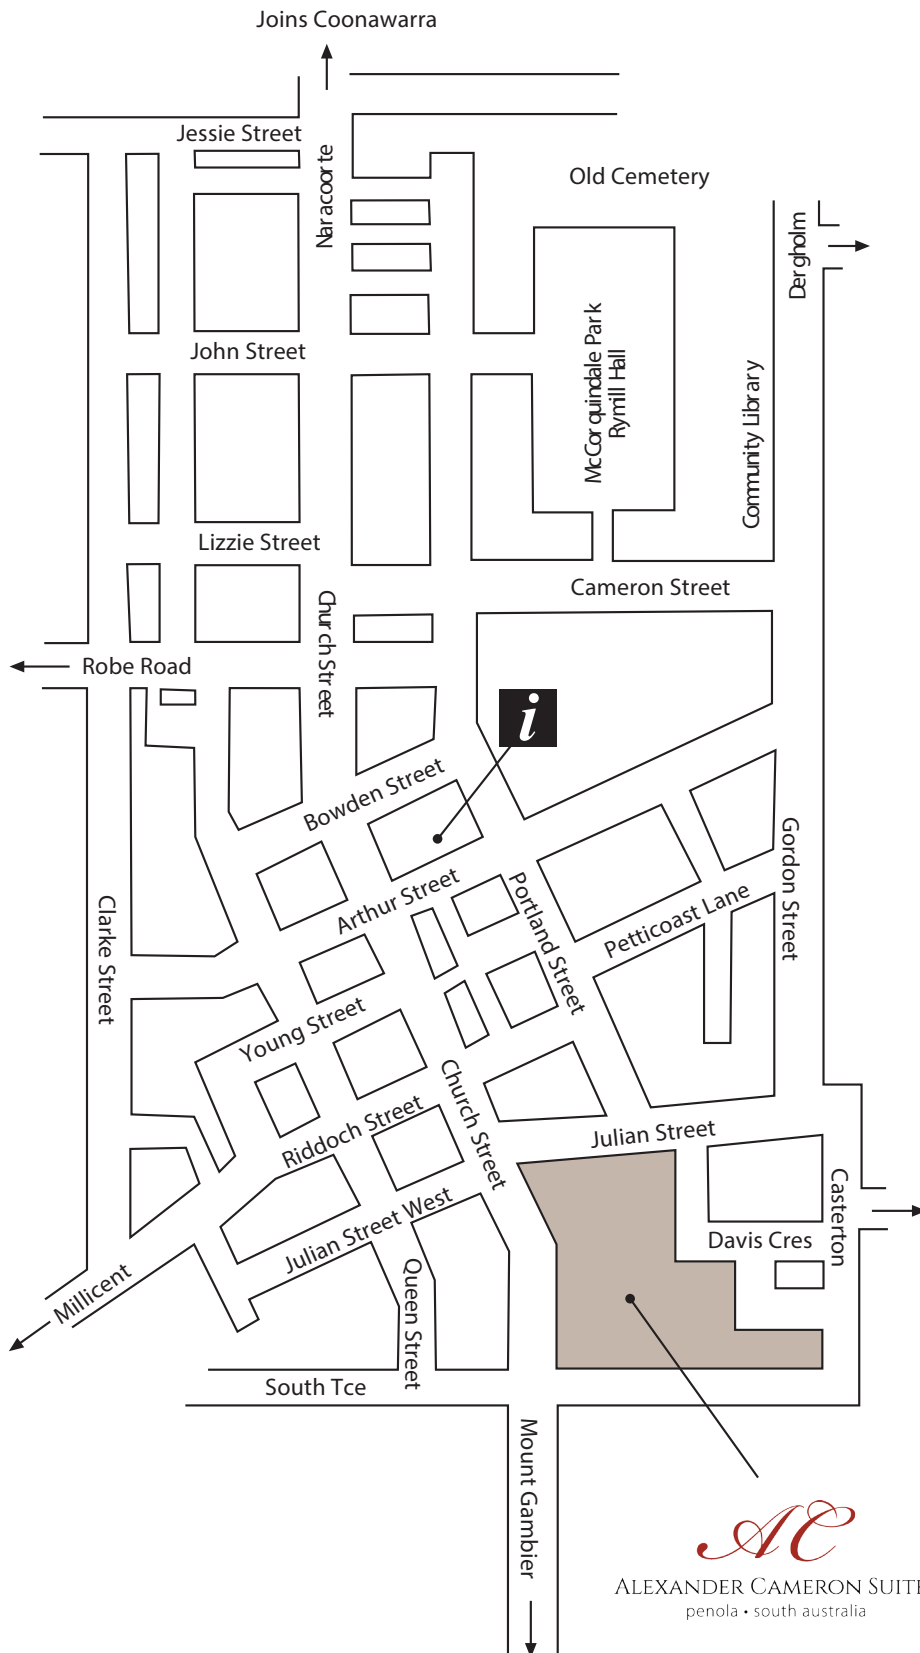 Joins Coonawarra
Jessie Street
Naracoorte
Old Cemetery
Dergholm
John Street
McCorquindale Park
Rymill Hall
Community Library
Lizzie Street
Cameron Street
Church Street
Robe Road
i
Bowden Street
Gordon Street
Arthur Street
Portland Street
Petticoast Lane
Clarke Street
Young Street
Church Street
Riddoch Street
Julian Street
Casterton
Julian Street West
Davis Cres
Millicent
Queen Street
South Tce
Mount Gambier
AC
ALEXANDER CAMERON SUITE
penola • south australia